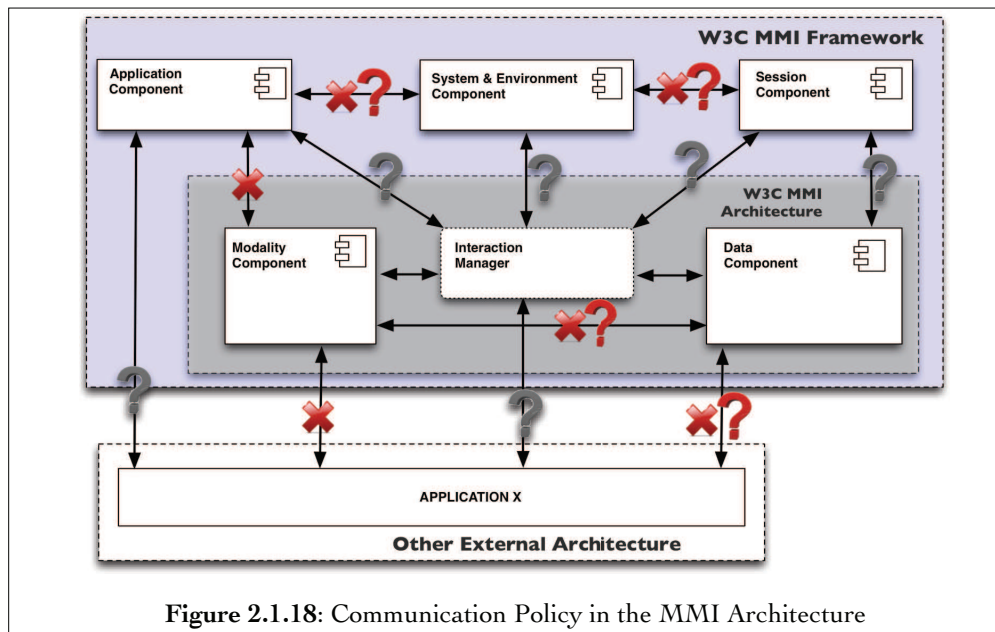 W3C MMI Framework
Application
Component
System & Environment
Component
Session
Component
? ? ? ? ? ?
W3C MMI
Architecture
Modality
Component
Interaction
Manager
Data
Component
?
? ? ?
APPLICATION X
Other External Architecture
Figure 2.1.18: Communication Policy in the MMI Architecture